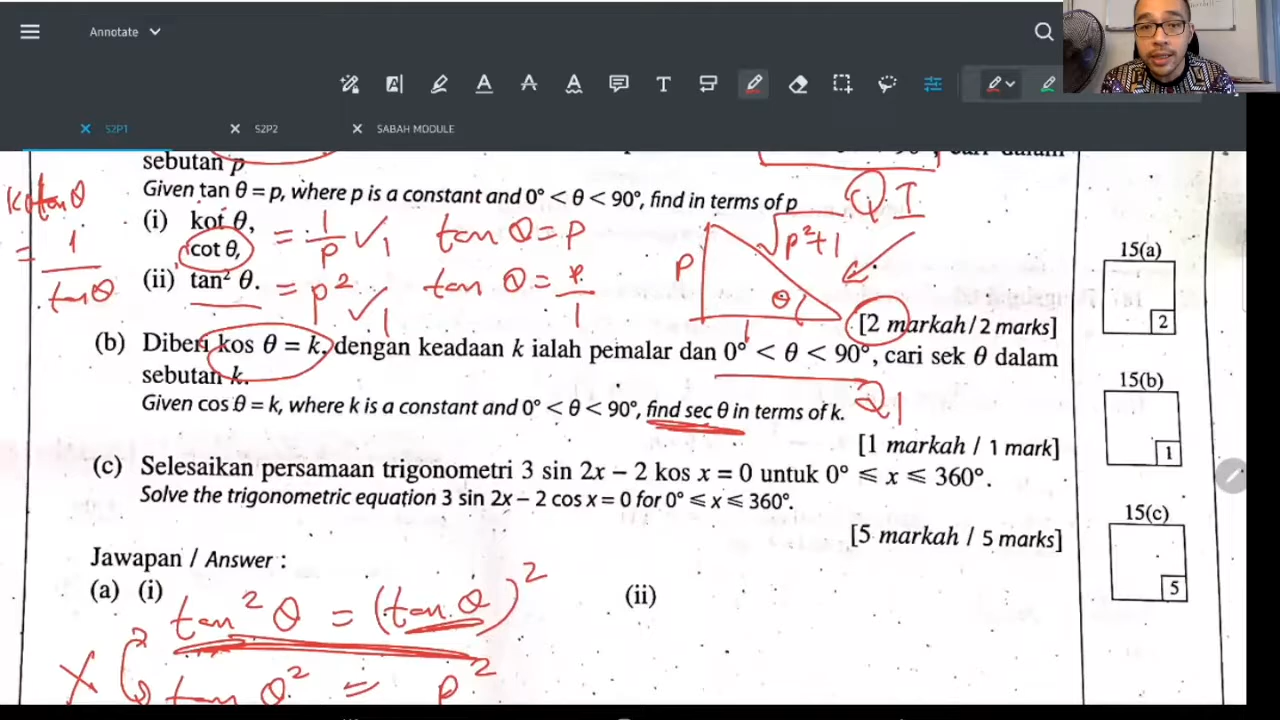 Annotate
S2P1
S2P2
SABAH MODULE
sebutan p
Given tan θ = p, where p is a constant and 0° < θ < 90°, find in terms of p
Q I
kotan θ
= 1/tan θ
(i) kot θ,
cot θ,
= 1/p ✓1
tan θ = p
(ii) tan² θ.
= p² ✓1
tan θ = p/1
p
√p²+1
θ
1
[2 markah / 2 marks]
15(a)
2
(b) Diberi kos θ = k, dengan keadaan k ialah pemalar dan 0° < θ < 90°, cari sek θ dalam
sebutan k.
Given cos θ = k, where k is a constant and 0° < θ < 90°, find sec θ in terms of k.
Q1
[1 markah / 1 mark]
15(b)
1
(c) Selesaikan persamaan trigonometri 3 sin 2x – 2 kos x = 0 untuk 0° ⩽ x ⩽ 360°.
Solve the trigonometric equation 3 sin 2x – 2 cos x = 0 for 0° ⩽ x ⩽ 360°.
[5 markah / 5 marks]
15(c)
5
Jawapan / Answer :
(a) (i)
(ii)
tan² θ = (tan θ)²
X
tan θ² = p²